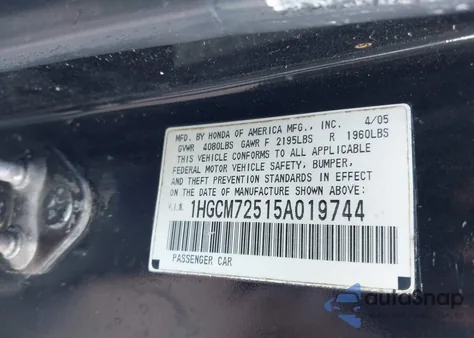 MFD. BY HONDA OF AMERICA MFG., INC. 4/05
GVWR 4080LBS GAWR F 2195LBS R 1960LBS
THIS VEHICLE CONFORMS TO ALL APPLICABLE
FEDERAL MOTOR VEHICLE SAFETY, BUMPER,
AND THEFT PREVENTION STANDARDS IN EFFECT
ON THE DATE OF MANUFACTURE SHOWN ABOVE:
V.I.N. 1HGCM72515A019744
PASSENGER CAR
autoSnap